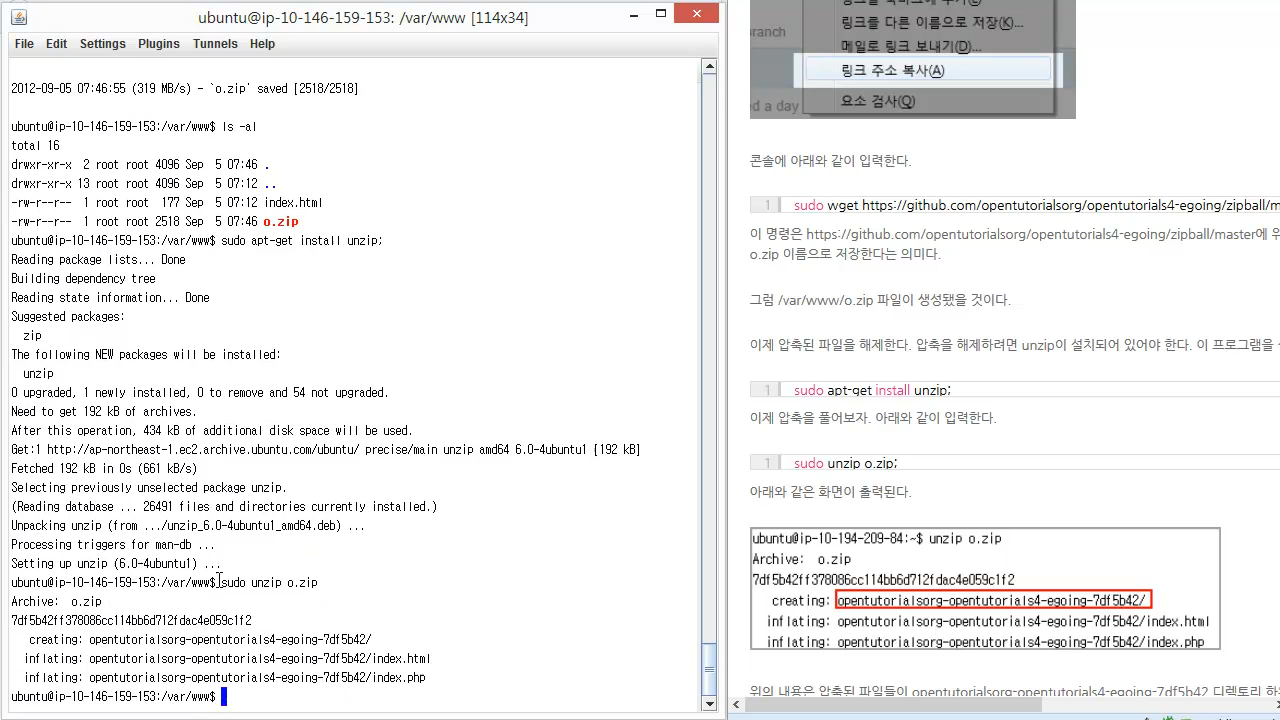 ubuntu@ip-10-146-159-153: /var/www [114x34]
File Edit Settings Plugins Tunnels Help
2012-09-05 07:46:55 (319 MB/s) - `o.zip' saved [2518/2518]
ubuntu@ip-10-146-159-153:/var/www$ ls -al
total 16
drwxr-xr-x  2 root root 4096 Sep  5 07:46 .
drwxr-xr-x 13 root root 4096 Sep  5 07:12 ..
-rw-r--r--  1 root root  177 Sep  5 07:12 index.html
-rw-r--r--  1 root root 2518 Sep  5 07:46 o.zip
ubuntu@ip-10-146-159-153:/var/www$ sudo apt-get install unzip;
Reading package lists... Done
Building dependency tree
Reading state information... Done
Suggested packages:
  zip
The following NEW packages will be installed:
  unzip
0 upgraded, 1 newly installed, 0 to remove and 54 not upgraded.
Need to get 192 kB of archives.
After this operation, 434 kB of additional disk space will be used.
Get:1 http://ap-northeast-1.ec2.archive.ubuntu.com/ubuntu/ precise/main unzip amd64 6.0-4ubuntu1 [192 kB]
Fetched 192 kB in 0s (661 kB/s)
Selecting previously unselected package unzip.
(Reading database ... 26491 files and directories currently installed.)
Unpacking unzip (from .../unzip_6.0-4ubuntu1_amd64.deb) ...
Processing triggers for man-db ...
Setting up unzip (6.0-4ubuntu1) ...
ubuntu@ip-10-146-159-153:/var/www$ sudo unzip o.zip
Archive:  o.zip
7df5b42ff378086cc114bb6d712fdac4e059c1f2
   creating: opentutorialsorg-opentutorials4-egoing-7df5b42/
  inflating: opentutorialsorg-opentutorials4-egoing-7df5b42/index.html
  inflating: opentutorialsorg-opentutorials4-egoing-7df5b42/index.php
ubuntu@ip-10-146-159-153:/var/www$
링크를 다른 이름으로 저장(K)...
메일로 링크 보내기(D)...
링크 주소 복사(A)
요소 검사(Q)
ed a day
콘솔에 아래와 같이 입력한다.
1 sudo wget https://github.com/opentutorialsorg/opentutorials4-egoing/zipball/m
이 명령은 https://github.com/opentutorialsorg/opentutorials4-egoing/zipball/master에 위
o.zip 이름으로 저장한다는 의미다.
그럼 /var/www/o.zip 파일이 생성됐을 것이다.
이제 압축된 파일을 해제한다. 압축을 해제하려면 unzip이 설치되어 있어야 한다. 이 프로그램을
1 sudo apt-get install unzip;
이제 압축을 풀어보자. 아래와 같이 입력한다.
1 sudo unzip o.zip;
아래와 같은 화면이 출력된다.
ubuntu@ip-10-194-209-84:~$ unzip o.zip
Archive:  o.zip
7df5b42ff378086cc114bb6d712fdac4e059c1f2
   creating: opentutorialsorg-opentutorials4-egoing-7df5b42/
  inflating: opentutorialsorg-opentutorials4-egoing-7df5b42/index.html
  inflating: opentutorialsorg-opentutorials4-egoing-7df5b42/index.php
위의 내용은 압축된 파일들이 opentutorialsorg-opentutorials4-egoing-7df5b42 디렉토리